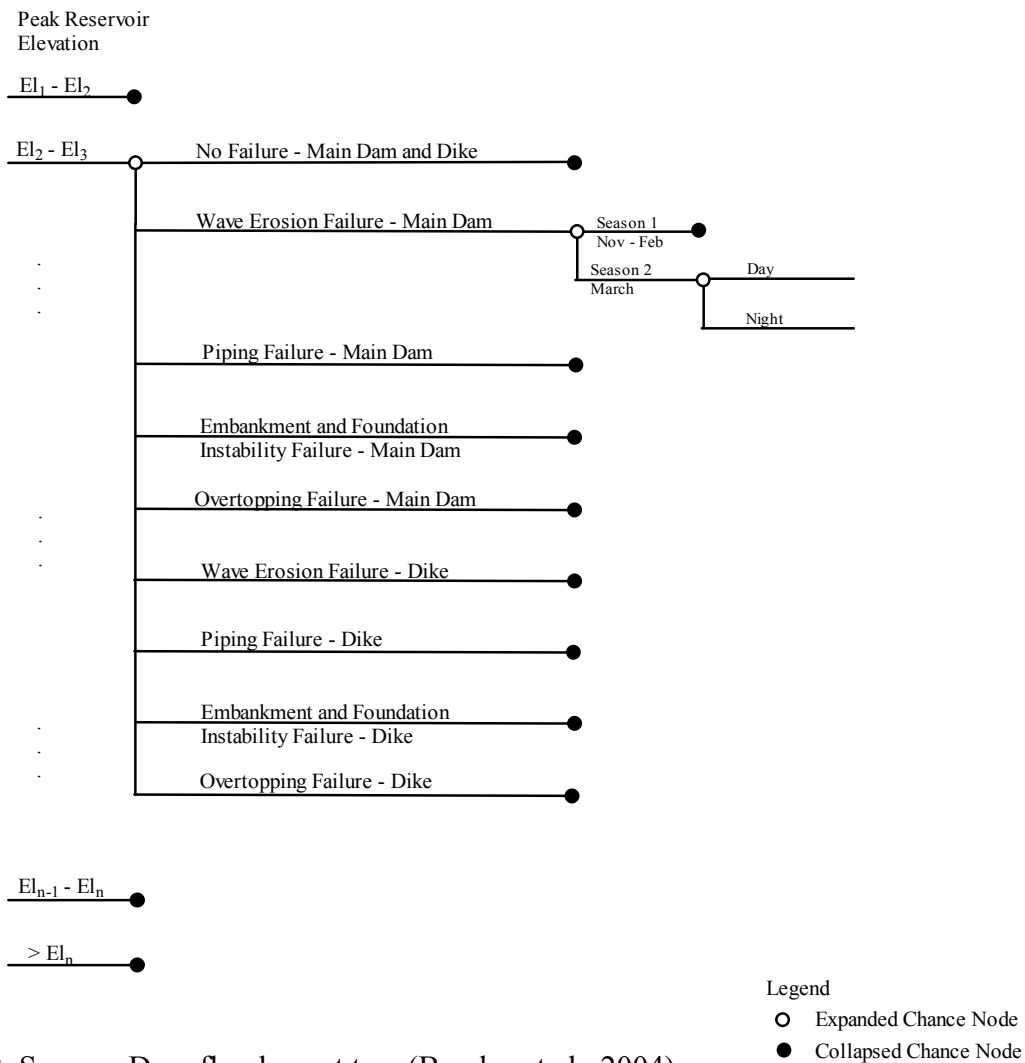 Peak Reservoir
Elevation
El1 - El2
El2 - El3
No Failure - Main Dam and Dike
Wave Erosion Failure - Main Dam
Season 1
Nov - Feb
Season 2
March
Day
Night
Piping Failure - Main Dam
Embankment and Foundation
Instability Failure - Main Dam
Overtopping Failure - Main Dam
Wave Erosion Failure - Dike
Piping Failure - Dike
Embankment and Foundation
Instability Failure - Dike
Overtopping Failure - Dike
Eln-1 - Eln
> Eln
Legend
Expanded Chance Node
Collapsed Chance Node